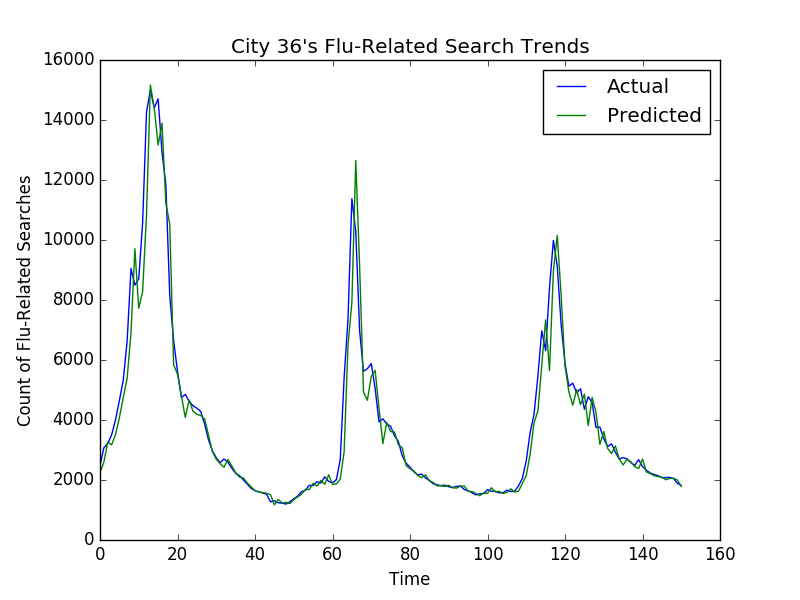 City 36's Flu-Related Search Trends
16000
14000
12000
10000
8000
6000
4000
2000
0
Count of Flu-Related Searches
Actual
Predicted
0 20 40 60 80 100 120 140 160
Time